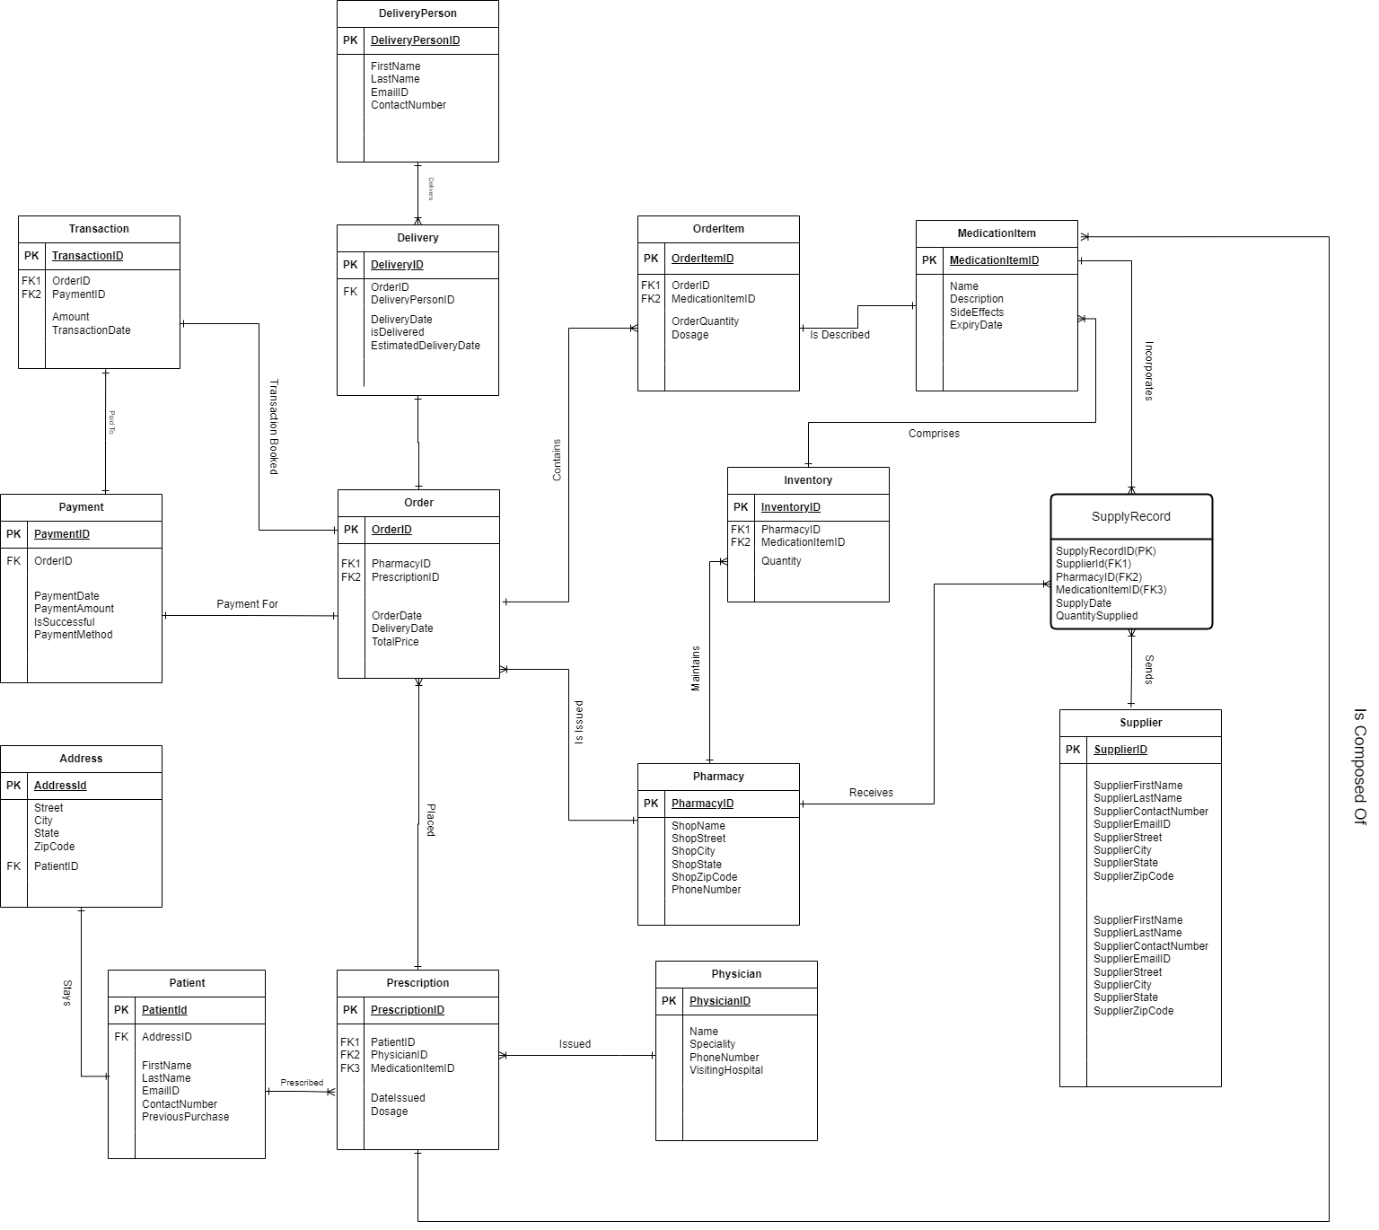 DeliveryPerson
PK DeliveryPersonID
FirstName
LastName
EmailID
ContactNumber
Delivers
Transaction
PK TransactionID
FK1 OrderID
FK2 PaymentID
Amount
TransactionDate
Delivery
PK DeliveryID
FK OrderID
DeliveryPersonID
DeliveryDate
isDelivered
EstimatedDeliveryDate
OrderItem
PK OrderItemID
FK1 OrderID
FK2 MedicationItemID
OrderQuantity
Dosage
Is Described
MedicationItem
PK MedicationItemID
Name
Description
SideEffects
ExpiryDate
Incorporates
Paid To
Transaction Booked
Contains
Comprises
Payment
PK PaymentID
FK OrderID
PaymentDate
PaymentAmount
IsSuccessful
PaymentMethod
Payment For
Order
PK OrderID
FK1 PharmacyID
FK2 PrescriptionID
OrderDate
DeliveryDate
TotalPrice
Inventory
PK InventoryID
FK1 PharmacyID
FK2 MedicationItemID
Quantity
SupplyRecord
SupplyRecordID(PK)
SupplierId(FK1)
PharmacyID(FK2)
MedicationItemID(FK3)
SupplyDate
QuantitySupplied
Maintains
Sends
Is Issued
Is Composed Of
Address
PK AddressId
Street
City
State
ZipCode
FK PatientID
Placed
Pharmacy
PK PharmacyID
ShopName
ShopStreet
ShopCity
ShopState
ShopZipCode
PhoneNumber
Receives
Supplier
PK SupplierID
SupplierFirstName
SupplierLastName
SupplierContactNumber
SupplierEmailID
SupplierStreet
SupplierCity
SupplierState
SupplierZipCode
SupplierFirstName
SupplierLastName
SupplierContactNumber
SupplierEmailID
SupplierStreet
SupplierCity
SupplierState
SupplierZipCode
Stays
Patient
PK PatientId
FK AddressID
FirstName
LastName
EmailID
ContactNumber
PreviousPurchase
Prescribed
Prescription
PK PrescriptionID
FK1 PatientID
FK2 PhysicianID
FK3 MedicationItemID
DateIssued
Dosage
Issued
Physician
PK PhysicianID
Name
Speciality
PhoneNumber
VisitingHospital